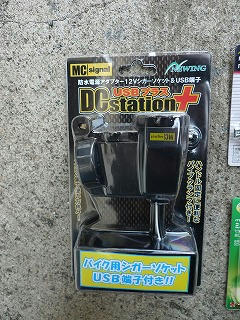 MC signal
防水電源アダプター12Vシガーソケット&USB端子
NEWING
USBプラス
DCstation+
バイク用シガーソケット
USB端子付き!!